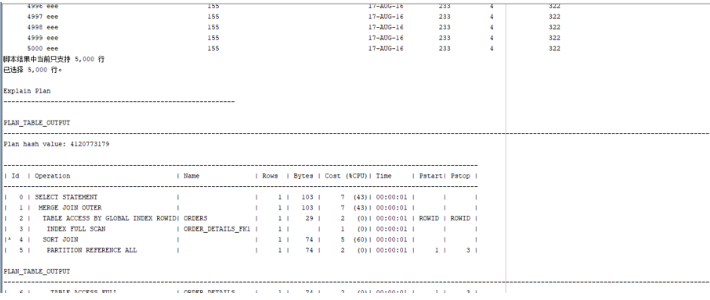 4996 eee 155 17-AUG-16 233 4 322
4997 eee 155 17-AUG-16 233 4 322
4998 eee 155 17-AUG-16 233 4 322
4999 eee 155 17-AUG-16 233 4 322
5000 eee 155 17-AUG-16 233 4 322
脚本结果中当前只支持 5,000 行
已选择 5,000 行。
Explain Plan
-----------------------------------------------------------
PLAN_TABLE_OUTPUT
-----------------------------------------------------------
Plan hash value: 4120773179
-----------------------------------------------------------
| Id | Operation | Name | Rows | Bytes | Cost (%CPU)| Time | Pstart| Pstop |
-----------------------------------------------------------
| 0 | SELECT STATEMENT | | 1 | 103 | 7 (43)| 00:00:01 | | |
| 1 | MERGE JOIN OUTER | | 1 | 103 | 7 (43)| 00:00:01 | | |
| 2 | TABLE ACCESS BY GLOBAL INDEX ROWID| ORDERS | 1 | 29 | 2 (0)| 00:00:01 | ROWID | ROWID |
| 3 | INDEX FULL SCAN | ORDER_DETAILS_FK1 | 1 | | 1 (0)| 00:00:01 | | |
|* 4 | SORT JOIN | | 1 | 74 | 5 (60)| 00:00:01 | | |
| 5 | PARTITION REFERENCE ALL | | 1 | 74 | 2 (0)| 00:00:01 | 1 | 3 |
PLAN_TABLE_OUTPUT
-----------------------------------------------------------
| 6 | TABLE ACCESS FULL | ORDER_DETAILS | 1 | 74 | 2 (0)| 00:00:01 | 1 | 3 |